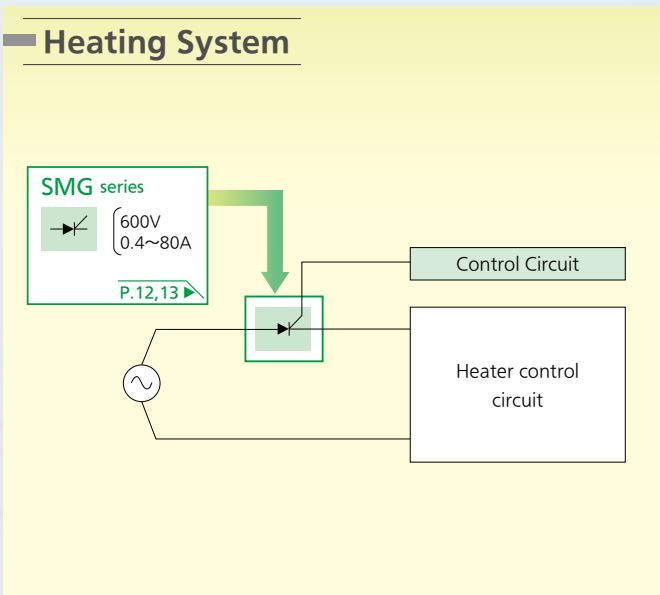 Heating System
SMG series
600V
0.4～80A
P.12,13 ▶
Control Circuit
Heater control
circuit